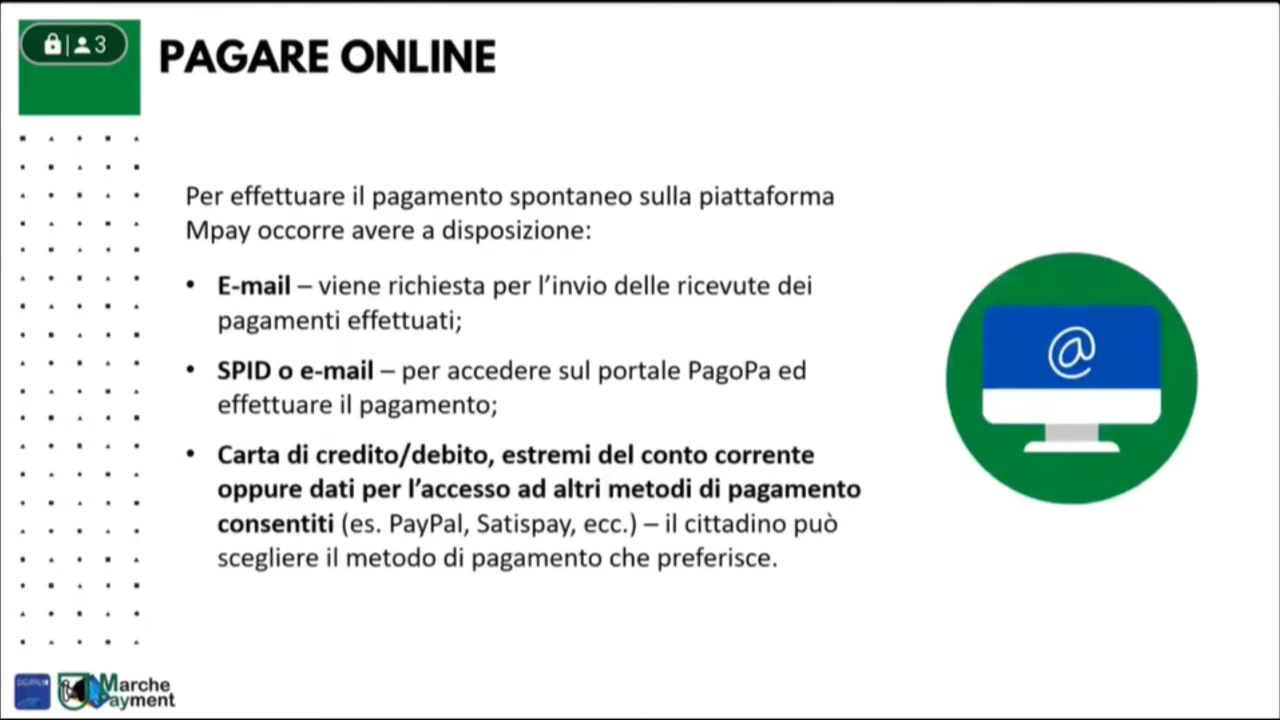 3
PAGARE ONLINE
Per effettuare il pagamento spontaneo sulla piattaforma
Mpay occorre avere a disposizione:
• E-mail – viene richiesta per l’invio delle ricevute dei
pagamenti effettuati;
• SPID o e-mail – per accedere sul portale PagoPa ed
effettuare il pagamento;
• Carta di credito/debito, estremi del conto corrente
oppure dati per l’accesso ad altri metodi di pagamento
consentiti (es. PayPal, Satispay, ecc.) – il cittadino può
scegliere il metodo di pagamento che preferisce.
@
Marche
Payment